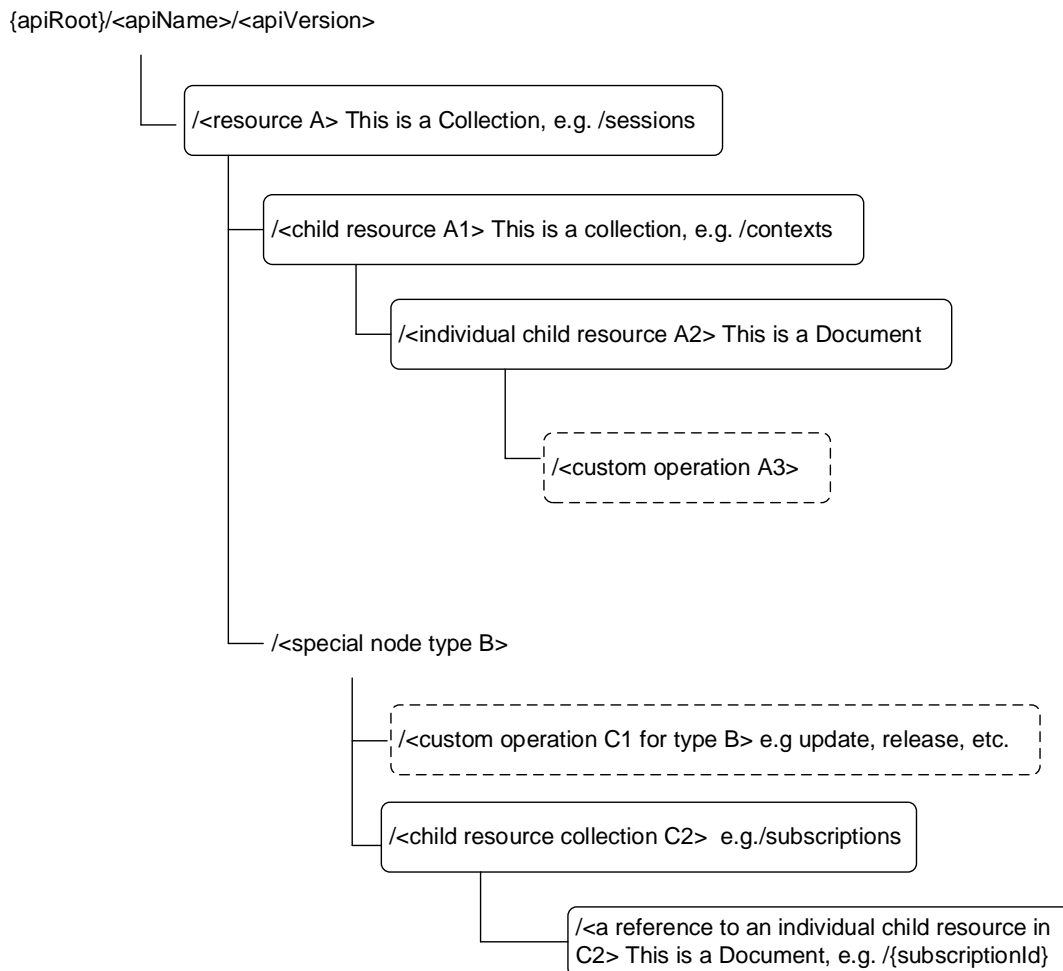 {apiRoot}/<apiName>/<apiVersion>
/<resource A> This is a Collection, e.g. /sessions
/<child resource A1> This is a collection, e.g. /contexts
/<individual child resource A2> This is a Document
/<custom operation A3>
/<special node type B>
/<custom operation C1 for type B> e.g update, release, etc.
/<child resource collection C2>  e.g./subscriptions
/<a reference to an individual child resource in
C2> This is a Document, e.g. /{subscriptionId}